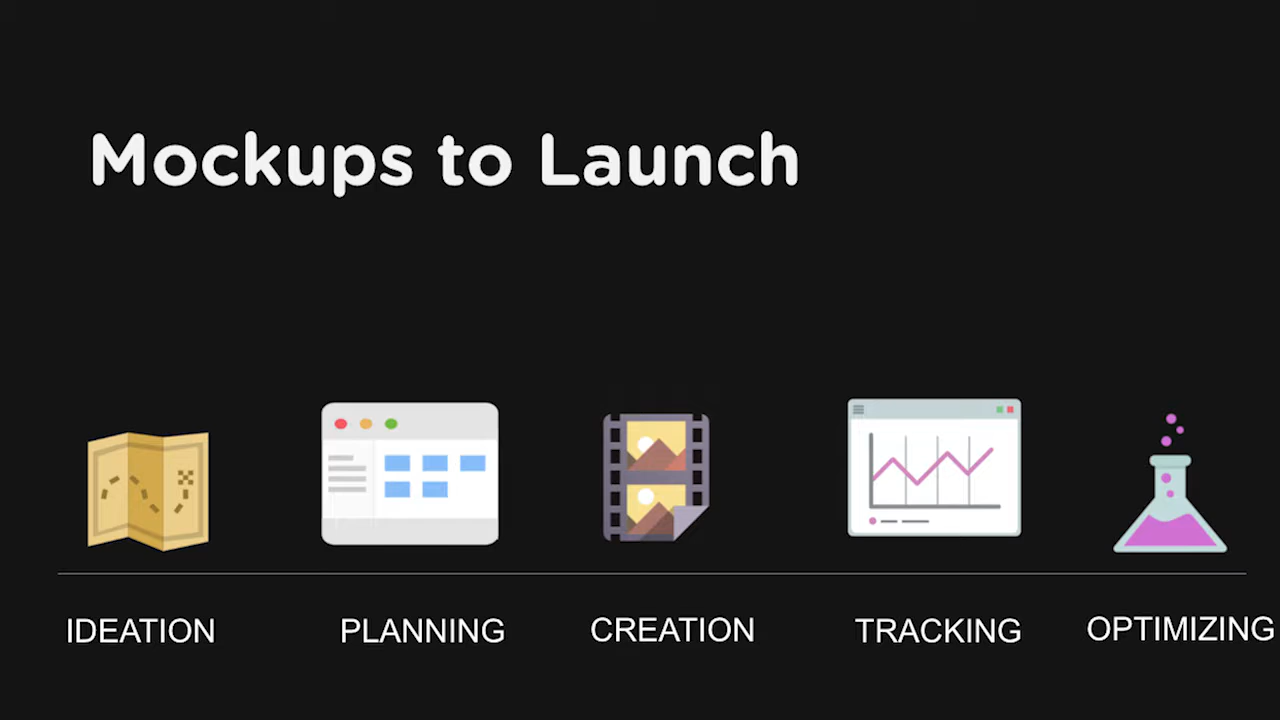 Mockups to Launch
IDEATION PLANNING CREATION TRACKING OPTIMIZING